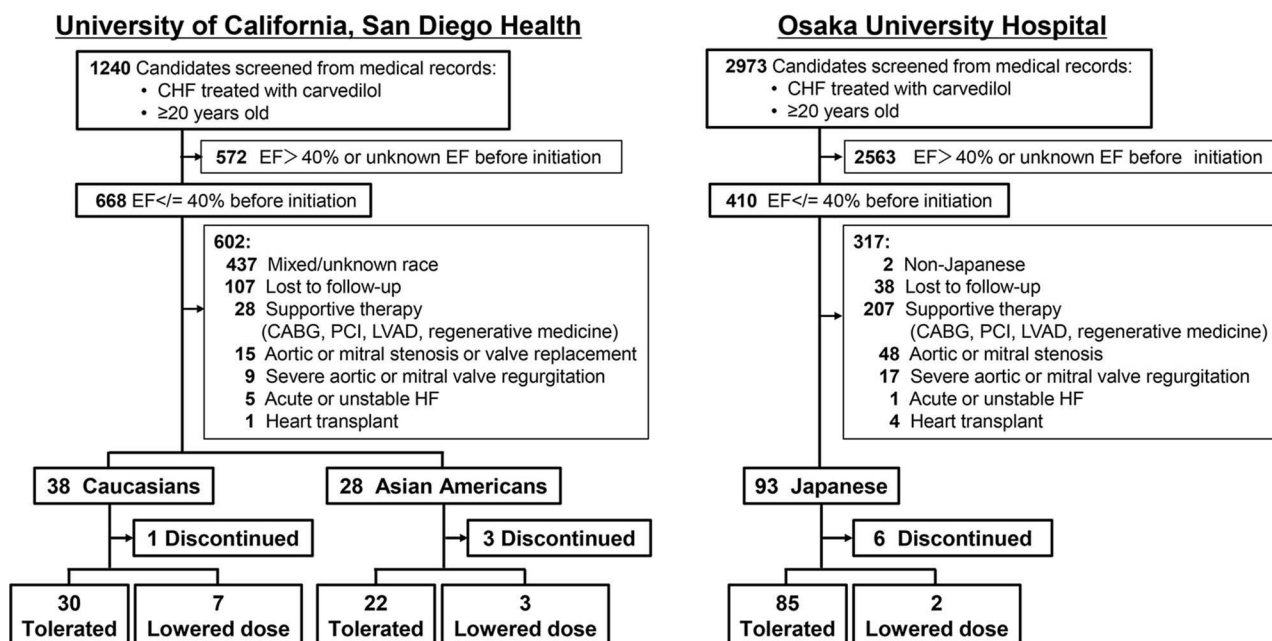 University of California, San Diego Health
1240 Candidates screened from medical records:
• CHF treated with carvedilol
• ≥20 years old
572 EF> 40% or unknown EF before initiation
668 EF</= 40% before initiation
602:
437 Mixed/unknown race
107 Lost to follow-up
28 Supportive therapy
(CABG, PCI, LVAD, regenerative medicine)
15 Aortic or mitral stenosis or valve replacement
9 Severe aortic or mitral valve regurgitation
5 Acute or unstable HF
1 Heart transplant
38 Caucasians
28 Asian Americans
1 Discontinued
3 Discontinued
30
Tolerated
7
Lowered dose
22
Tolerated
3
Lowered dose
Osaka University Hospital
2973 Candidates screened from medical records:
• CHF treated with carvedilol
• ≥20 years old
2563 EF> 40% or unknown EF before initiation
410 EF</= 40% before initiation
317:
2 Non-Japanese
38 Lost to follow-up
207 Supportive therapy
(CABG, PCI, LVAD, regenerative medicine)
48 Aortic or mitral stenosis
17 Severe aortic or mitral valve regurgitation
1 Acute or unstable HF
4 Heart transplant
93 Japanese
6 Discontinued
85
Tolerated
2
Lowered dose